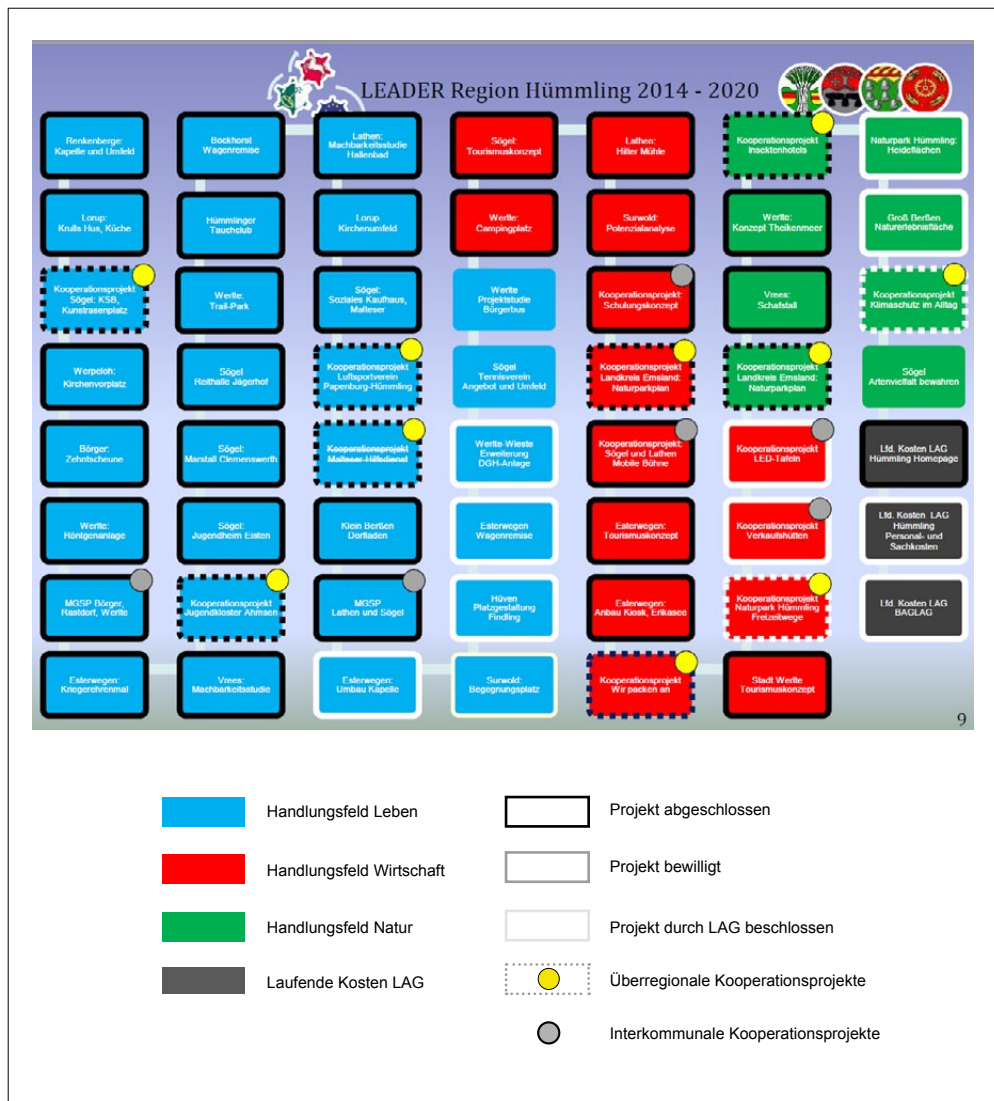 LEADER Region Hümmling 2014 - 2020
Renkenberge:
Kapelle und Umfeld
Bockhorst
Wagenremise
Lathen:
Machbarkeitsstudie
Hallenbad
Sögel:
Tourismuskonzept
Lathen:
Hilter Mühle
Kooperationsprojekt
Insektenhotels
Naturpark Hümmling:
Heideflächen
Lorup:
Krulls Hus, Küche
Hümmlinger
Tauchclub
Lorup
Kirchenumfeld
Werlte:
Campingplatz
Surwold:
Potenzialanalyse
Werlte:
Konzept Theikenmeer
Groß Berßen
Naturerlebnisfläche
Kooperationsprojekt
Sögel: KSB,
Kunstrasenplatz
Werlte:
Trail-Park
Sögel:
Soziales Kaufhaus,
Malteser
Werlte
Projektstudie
Bürgerbus
Kooperationsprojekt:
Schulungskonzept
Vrees:
Schafstall
Kooperationsprojekt
Klimaschutz im Alltag
Werpeloh:
Kirchenvorplatz
Sögel
Reithalle Jägerhof
Kooperationsprojekt
Luftsportverein
Papenburg-Hümmling
Sögel
Tennisverein
Angebot und Umfeld
Kooperationsprojekt
Landkreis Emsland:
Naturparkplan
Kooperationsprojekt
Landkreis Emsland:
Naturparkplan
Sögel
Artenvielfalt bewahren
Börger:
Zehntscheune
Sögel:
Marstall Clemenswerth
Kooperationsprojekt
Malteser Hilfsdienst
Werlte-Wieste
Erweiterung
DGH-Anlage
Kooperationsprojekt:
Sögel und Lathen
Mobile Bühne
Kooperationsprojekt
LED-Tafeln
Lfd. Kosten LAG
Hümmling Homepage
Werlte:
Röntgenanlage
Sögel:
Jugendheim Eisten
Klein Berßen
Dorfladen
Esterwegen
Wagenremise
Esterwegen:
Tourismuskonzept
Kooperationsprojekt
Verkaufshütten
Lfd. Kosten LAG
Hümmling
Personal- und
Sachkosten
MGSP Börger,
Rastdorf, Werlte
Kooperationsprojekt
Jugendkloster Ahmsen
MGSP
Lathen und Sögel
Hüven
Platzgestaltung
Findling
Esterwegen:
Anbau Kiosk, Erikasee
Kooperationsprojekt
Naturpark Hümmling
Freizeitwege
Lfd. Kosten LAG
BAGLAG
Esterwegen:
Kriegerehrenmal
Vrees:
Machbarkeitsstudie
Esterwegen:
Umbau Kapelle
Surwold:
Begegnungsplatz
Kooperationsprojekt
Wir packen an
Stadt Werlte
Tourismuskonzept
9
Handlungsfeld Leben
Projekt abgeschlossen
Handlungsfeld Wirtschaft
Projekt bewilligt
Handlungsfeld Natur
Projekt durch LAG beschlossen
Laufende Kosten LAG
Überregionale Kooperationsprojekte
Interkommunale Kooperationsprojekte